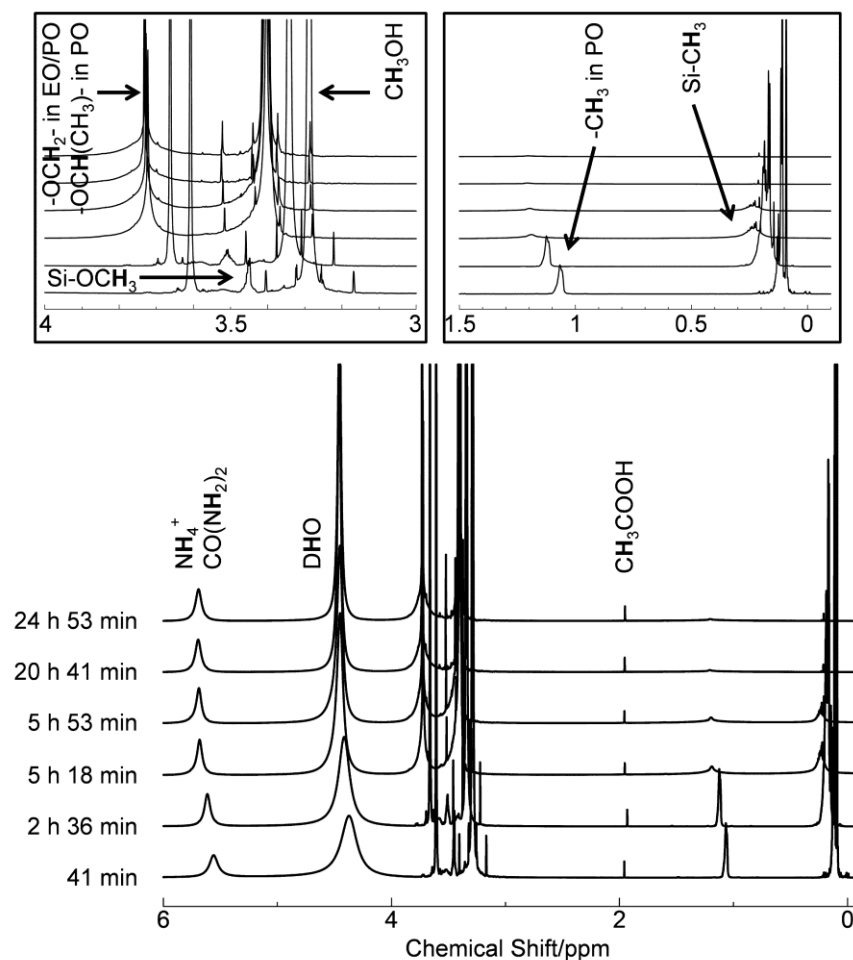 -OCH₂- in EO/PO
-OCH(CH₃)- in PO
CH₃OH
Si-OCH₃
4
3.5
3
-CH₃ in PO
Si-CH₃
1.5
1
0.5
0
NH₄⁺
CO(NH₂)₂
DHO
CH₃COOH
24 h 53 min
20 h 41 min
5 h 53 min
5 h 18 min
2 h 36 min
41 min
6
4
2
0
Chemical Shift/ppm